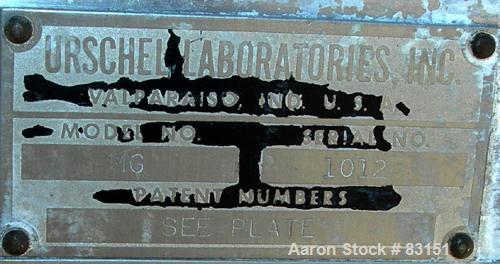 URSCHEL LABORATORIES, INC.
VALPARAISO, IND. U. S. A.
MODEL NO. SERIAL NO.
MG 1012
PATENT NUMBERS
SEE PLATE
Aaron Stock # 83151